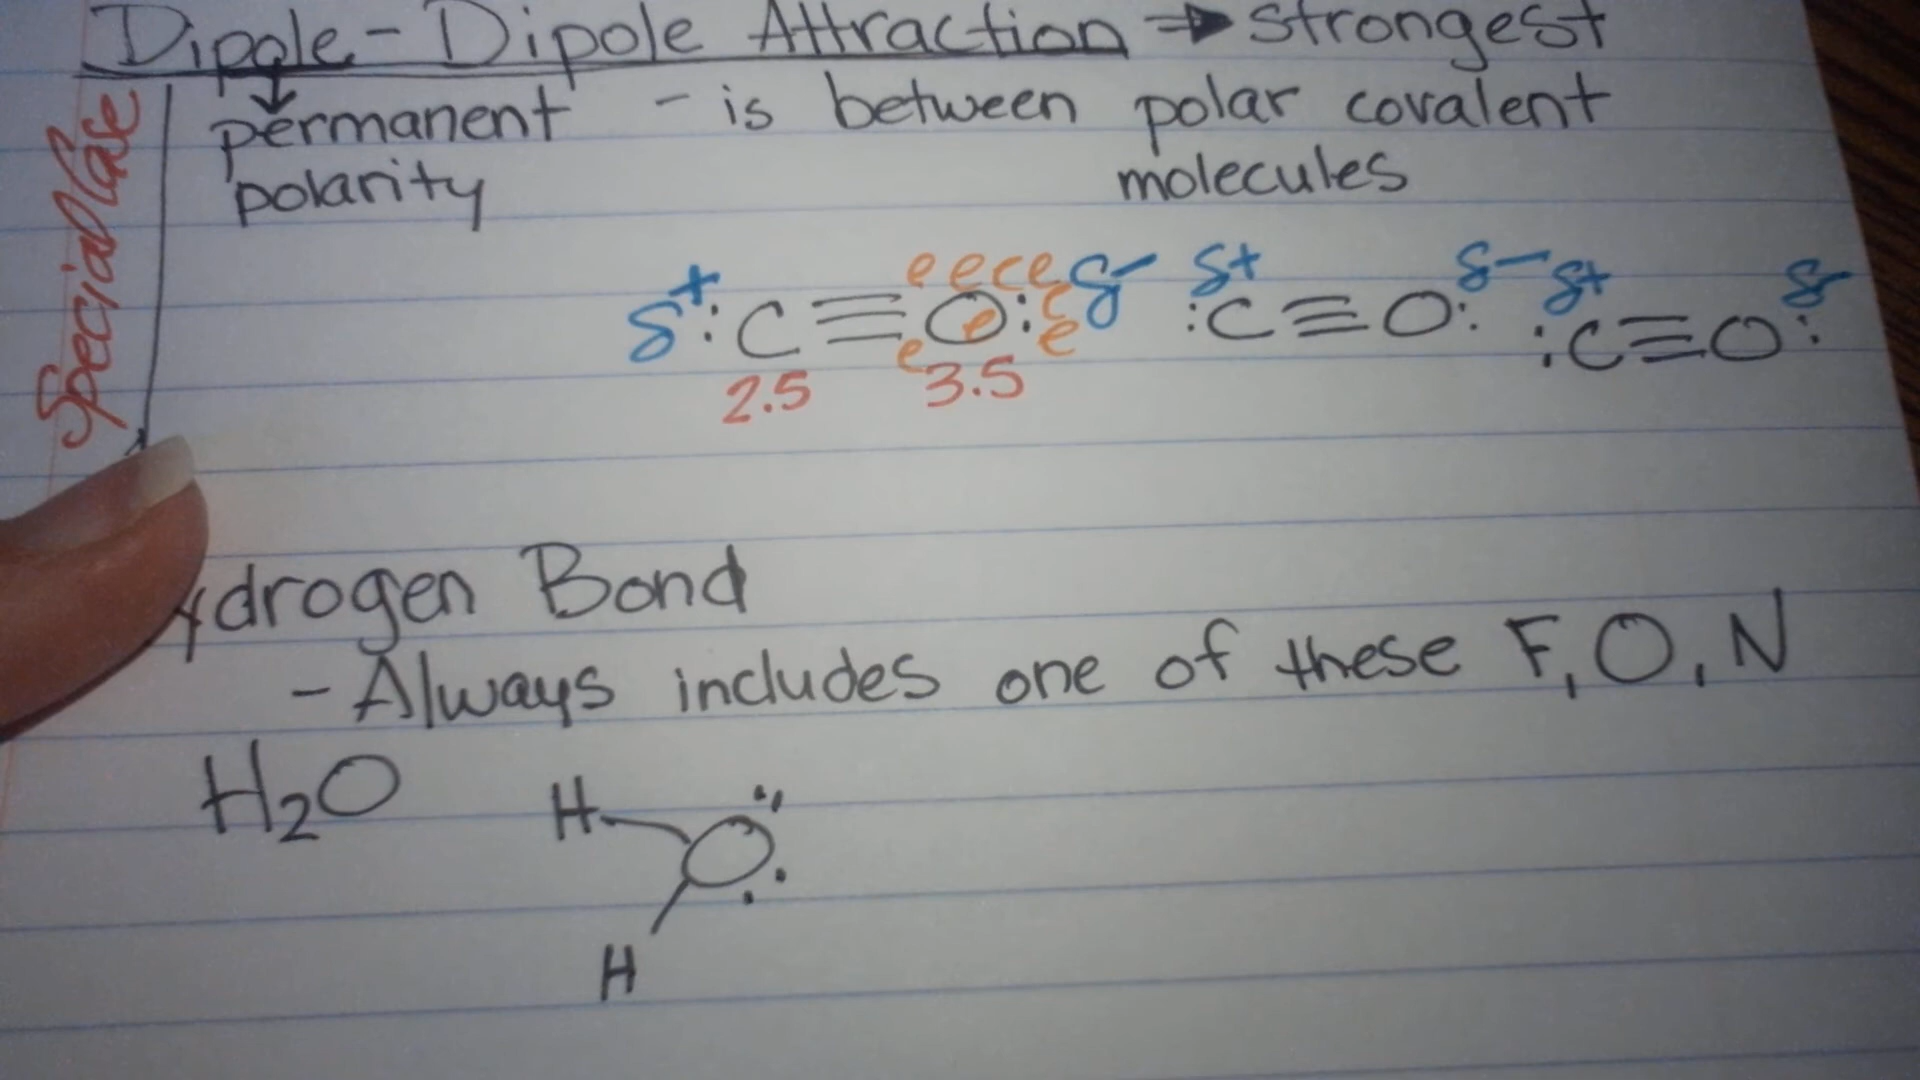 Dipole-Dipole Attraction → strongest
permanent - is between polar covalent
polarity molecules
Special Case
δ+ :C≡O: δ- δ+ :C≡O: δ- δ+ :C≡O: δ-
e e c e
c
e
e
e
2.5 3.5
ydrogen Bond
- Always includes one of these F, O, N
H₂O H O
H